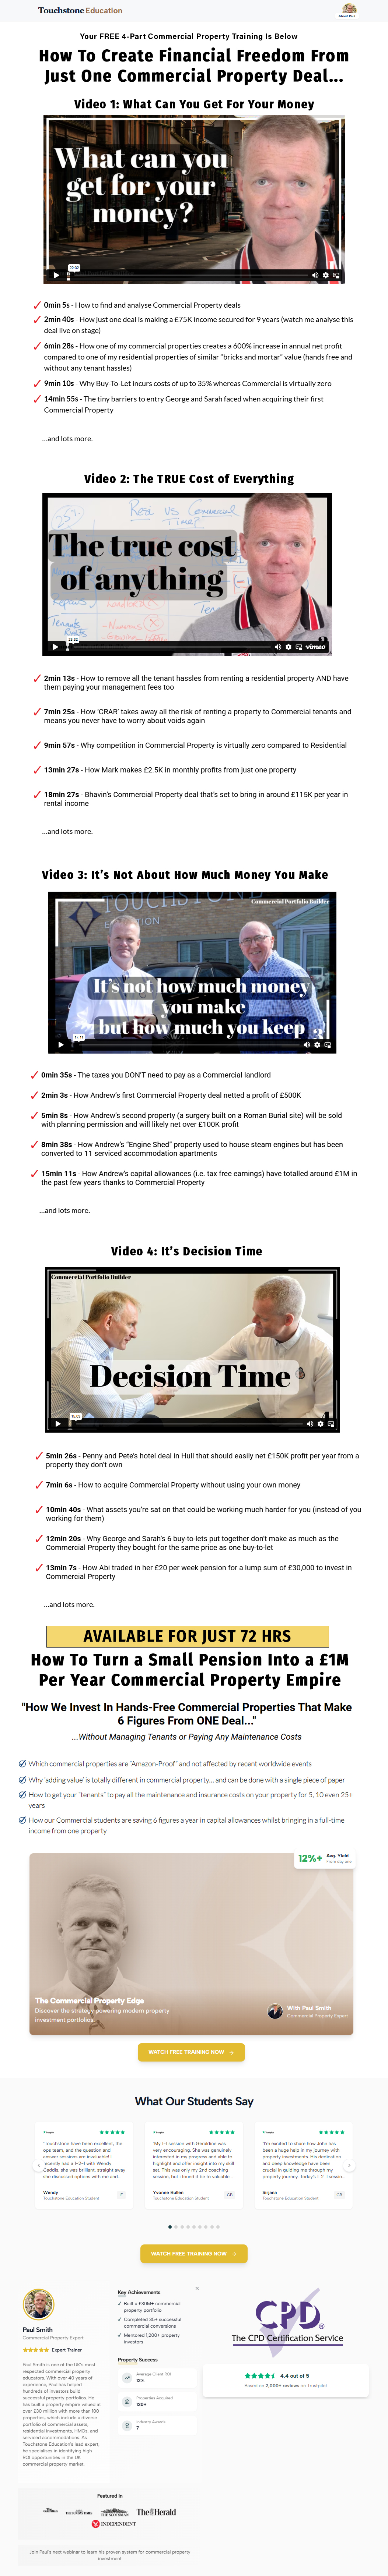 Touchstone Education
About Paul
Your FREE 4-Part Commercial Property Training Is Below
How To Create Financial Freedom From
Just One Commercial Property Deal...
Video 1: What Can You Get For Your Money
What can you
get for your
money?
22:32
0min 5s - How to find and analyse Commercial Property deals
2min 40s - How just one deal is making a £75K income secured for 9 years (watch me analyse this
deal live on stage)
6min 28s - How one of my commercial properties creates a 600% increase in annual net profit
compared to one of my residential properties of similar "bricks and mortar" value (hands free and
without any tenant hassles)
9min 10s - Why Buy-To-Let incurs costs of up to 35% whereas Commercial is virtually zero
14min 55s - The tiny barriers to entry George and Sarah faced when acquiring their first
Commercial Property
...and lots more.
Video 2: The TRUE Cost of Everything
Resi vs Commercial
The true cost
of anything
Repairs
Tenants
23:32
vimeo
2min 13s - How to remove all the tenant hassles from renting a residential property AND have
them paying your management fees too
7min 25s - How 'CRAR' takes away all the risk of renting a property to Commercial tenants and
means you never have to worry about voids again
9min 57s - Why competition in Commercial Property is virtually zero compared to Residential
13min 27s - How Mark makes £2.5K in monthly profits from just one property
18min 27s - Bhavin's Commercial Property deal that's set to bring in around £115K per year in
rental income
...and lots more.
Video 3: It's Not About How Much Money You Make
TOUCHSTONE
EDUCATION
Commercial Portfolio Builder
It's not how much money
you make
but how much you keep
17:11
0min 35s - The taxes you DON'T need to pay as a Commercial landlord
2min 3s - How Andrew's first Commercial Property deal netted a profit of £500K
5min 8s - How Andrew's second property (a surgery built on a Roman Burial site) will be sold
with planning permission and will likely net over £100K profit
8min 38s - How Andrew's "Engine Shed" property used to house steam engines but has been
converted to 11 serviced accommodation apartments
15min 11s - How Andrew's capital allowances (i.e. tax free earnings) have totalled around £1M in
the past few years thanks to Commercial Property
...and lots more.
Video 4: It's Decision Time
Commercial Portfolio Builder
Decision Time
15:03
5min 26s - Penny and Pete's hotel deal in Hull that should easily net £150K profit per year from a
property they don't own
7min 6s - How to acquire Commercial Property without using your own money
10min 40s - What assets you're sat on that could be working much harder for you (instead of you
working for them)
12min 20s - Why George and Sarah's 6 buy-to-lets put together don't make as much as the
Commercial Property they bought for the same price as one buy-to-let
13min 7s - How Abi traded in her £20 per week pension for a lump sum of £30,000 to invest in
Commercial Property
...and lots more.
AVAILABLE FOR JUST 72 HRS
How To Turn a Small Pension Into a £1M
Per Year Commercial Property Empire
"How We Invest In Hands-Free Commercial Properties That Make
6 Figures From ONE Deal..."
...Without Managing Tenants or Paying Any Maintenance Costs
Which commercial properties are "Amazon-Proof" and not affected by recent worldwide events
Why 'adding value' is totally different in commercial property... and can be done with a single piece of paper
How to get your "tenants" to pay all the maintenance and insurance costs on your property for 5, 10 even 25+
years
How our Commercial students are saving 6 figures a year in capital allowances whilst bringing in a full-time
income from one property
12%+ Avg. Yield
From day one
The Commercial Property Edge
Discover the strategy powering modern property
investment portfolios.
With Paul Smith
Commercial Property Expert
WATCH FREE TRAINING NOW →
What Our Students Say
"Touchstone have been excellent, the
ops team, and the question and
answer sessions are invaluable! I
recently had a 1-2-1 with Wendy
Caddis, she was brilliant, straight away
she discussed options with me and...
Wendy
Touchstone Education Student
"My 1-1 session with Geraldine was
very encouraging. She was genuinely
interested in my progress and able to
highlight and offer insight into my skill
set. This was only my 2nd coaching
session, but I found it to be valuable...
Yvonne Bullen
Touchstone Education Student
GB
"I'm excited to share how John has
been a huge help in my journey with
property investments. His dedication
and deep knowledge have been
crucial in guiding me through my
property journey. Today's 1-2-1 sessio...
Sirjana
Touchstone Education Student
GB
WATCH FREE TRAINING NOW →
Paul Smith
Commercial Property Expert
Expert Trainer
Paul Smith is one of the UK's most
respected commercial property
educators. With over 40 years of
experience, Paul has helped
hundreds of investors build
successful property portfolios. He
has built a property empire valued at
over £30 million with more than 100
properties, which include a diverse
portfolio of commercial assets,
residential investments, HMOs, and
serviced accommodations. As
Touchstone Education's lead expert,
he specialises in identifying high-
ROI opportunities in the UK
commercial property market.
Key Achievements
Built a £30M+ commercial
property portfolio
Completed 35+ successful
commercial conversions
Mentored 1,200+ property
investors
Property Success
Average Client ROI
12%
Properties Acquired
120+
Industry Awards
7
CPD®
The CPD Certification Service
4.4 out of 5
Based on 2,000+ reviews on Trustpilot
Featured In
The Herald
INDEPENDENT
Join Paul's next webinar to learn his proven system for commercial property
investment